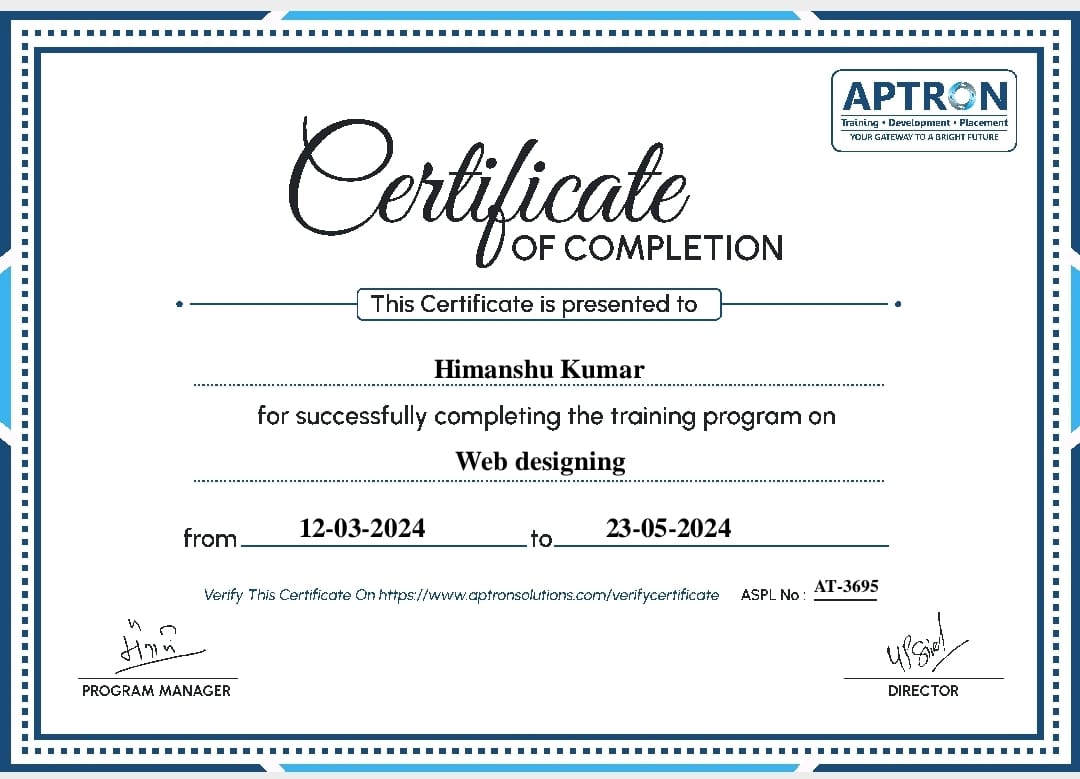 APTRON
Training • Development • Placement
YOUR GATEWAY TO A BRIGHT FUTURE
Certificate
OF COMPLETION
This Certificate is presented to
Himanshu Kumar
for successfully completing the training program on
Web designing
from 12-03-2024 to 23-05-2024
Verify This Certificate On https://www.aptronsolutions.com/verifycertificate ASPL No : AT-3695
PROGRAM MANAGER
DIRECTOR